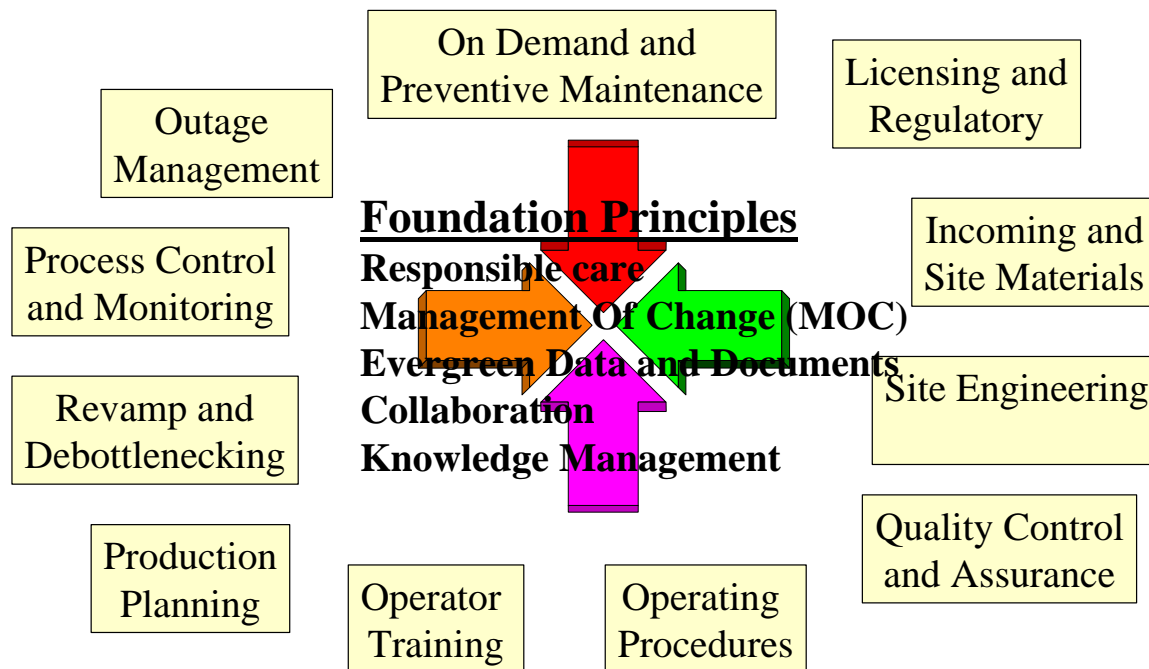 On Demand and
Preventive Maintenance
Licensing and
Regulatory
Outage
Management
Foundation Principles
Responsible care
Management Of Change (MOC)
Evergreen Data and Documents
Collaboration
Knowledge Management
Incoming and
Site Materials
Process Control
and Monitoring
Site Engineering
Revamp and
Debottlenecking
Quality Control
and Assurance
Production
Planning
Operator
Training
Operating
Procedures